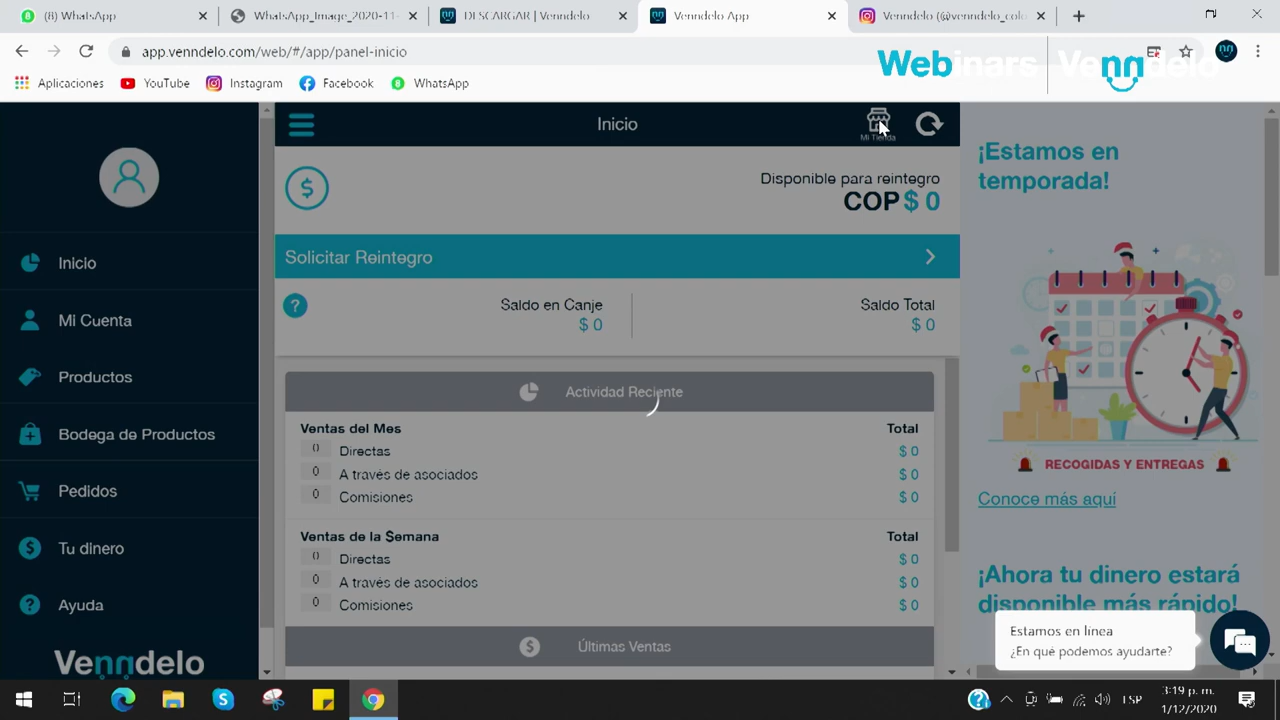 (8) WhatsApp
WhatsApp_Image_2020-11-
DESCARGAR | Venndelo
Venndelo App
Venndelo (@venndelo_colo
app.venndelo.com/web/#/app/panel-inicio
Webinars
Venndelo
Aplicaciones
YouTube
Instagram
Facebook
WhatsApp
Inicio
Mi Tienda
Disponible para reintegro
COP $ 0
Solicitar Reintegro
Saldo en Canje
$ 0
Saldo Total
$ 0
Actividad Reciente
Ventas del Mes Total
0 Directas $ 0
0 A través de asociados $ 0
0 Comisiones $ 0
Ventas de la Semana Total
0 Directas $ 0
0 A través de asociados $ 0
0 Comisiones $ 0
Últimas Ventas
Inicio
Mi Cuenta
Productos
Bodega de Productos
Pedidos
Tu dinero
Ayuda
Venndelo
¡Estamos en
temporada!
RECOGIDAS Y ENTREGAS
Conoce más aquí
¡Ahora tu dinero estará
disponible más rápido!
Estamos en línea
¿En qué podemos ayudarte?
ESP
3:19 p. m.
1/12/2020